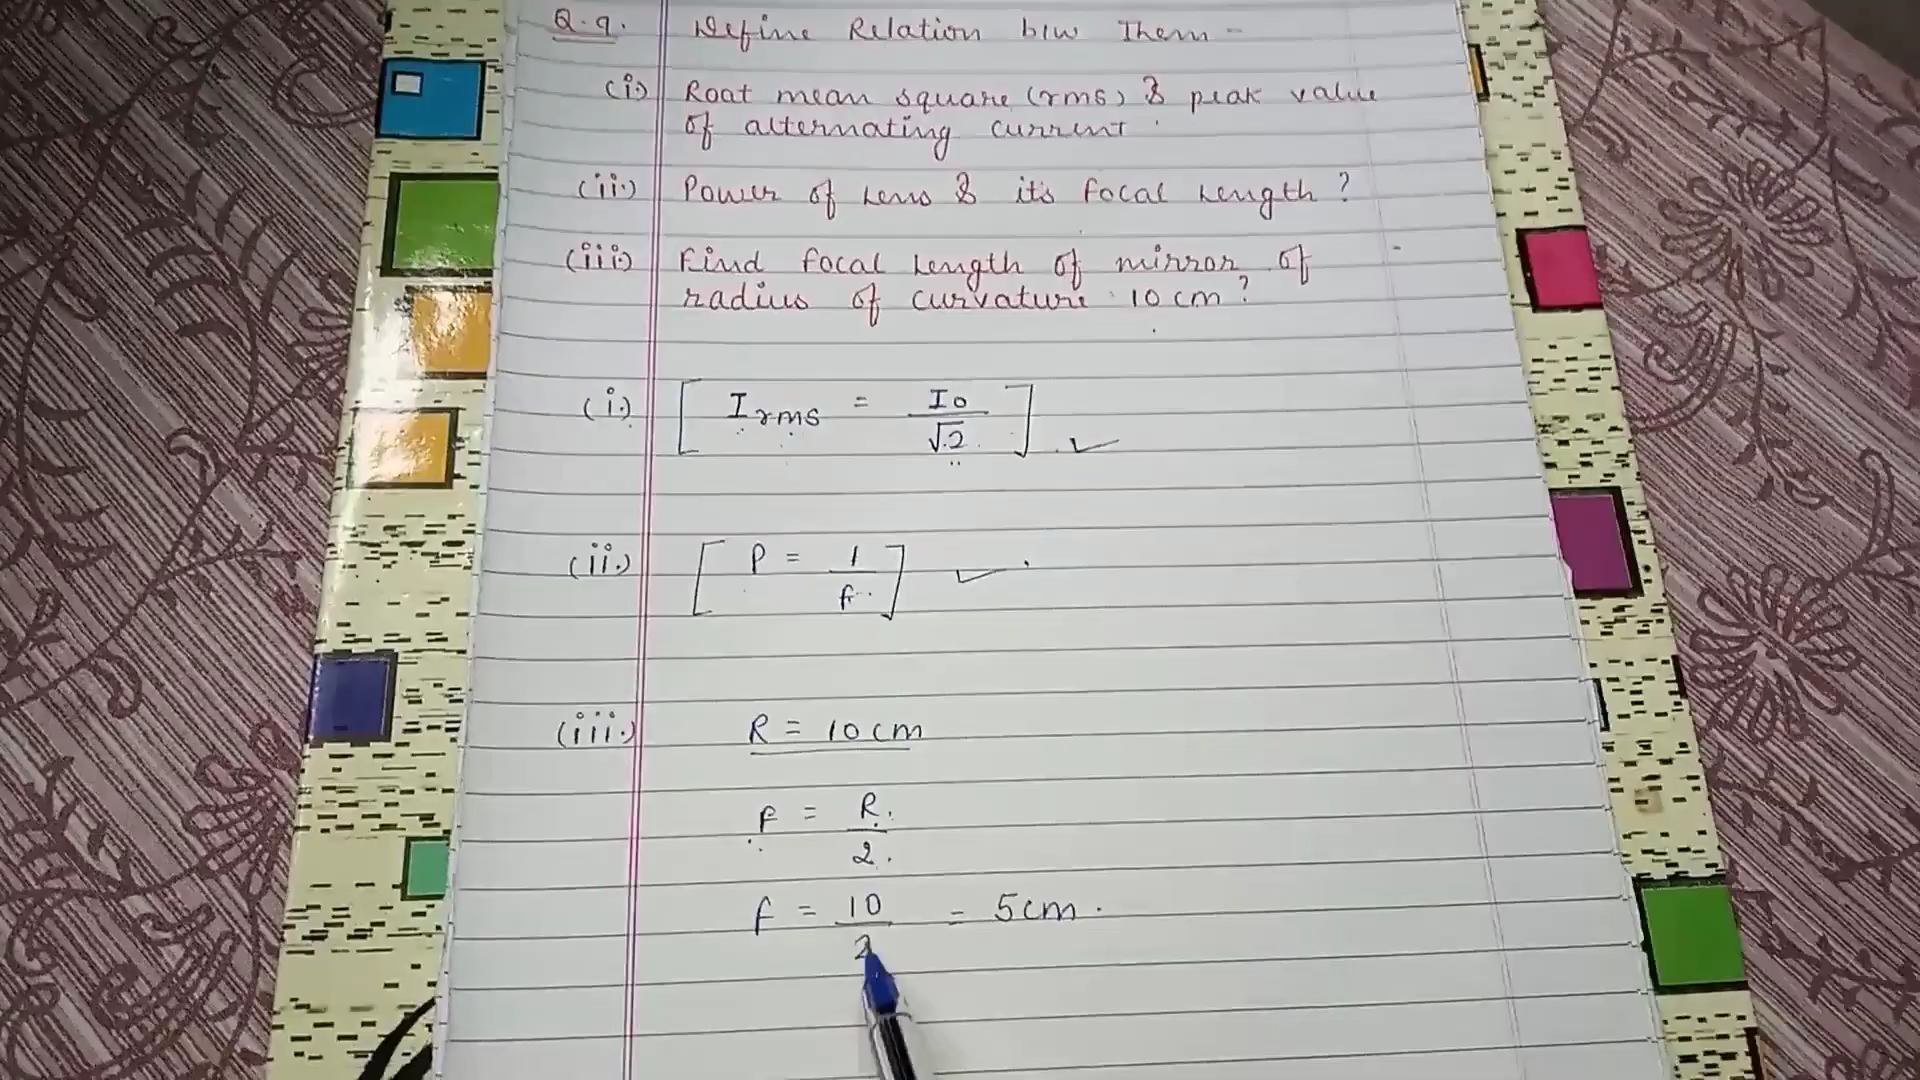 Q.9. Define Relation b/w Them -
(i) Root mean square (rms) & peak value
of alternating current.
(ii.) Power of Lens & it's focal Length ?
(iii.) Find focal Length of mirror of
radius of curvature 10 cm ?
(i.) [ Irms = I0/√2 ]
(ii.) [ P = 1/f ]
(iii.) R = 10 cm
f = R/2.
f = 10/2 = 5 cm.